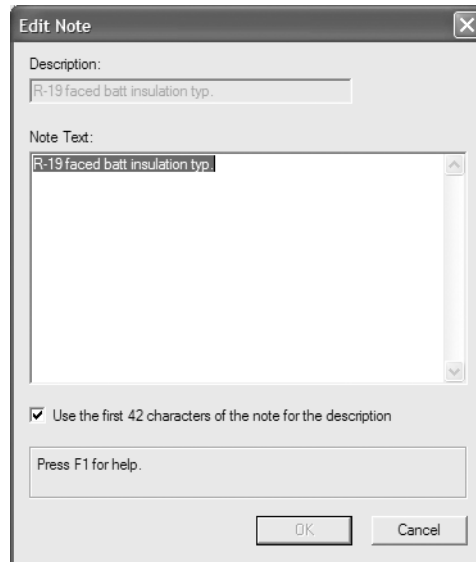 Edit Note
Description:
R-19 faced batt insulation typ.
Note Text:
R-19 faced batt insulation typ.
Use the first 42 characters of the note for the description
Press F1 for help.
OK
Cancel